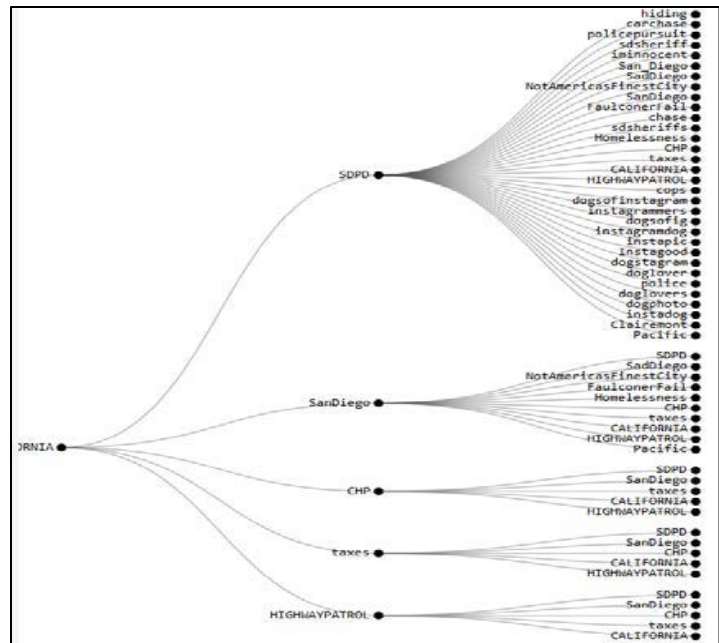 hiding
carchase
policepursuit
sdsheriff
iminnocent
San_Diego
SadDiego
NotAmericasFinestCity
SanDiego
FaulconerFail
chase
sdsheriffs
Homelessness
CHP
taxes
CALIFORNIA
HIGHWAYPATROL
cops
dogsofinstagram
instagrammers
dogsofig
instagramdog
instapic
instagood
dogstagram
doglover
police
doglovers
dogphoto
instadog
Clairemont
Pacific
SDPD
SDPD
SadDiego
NotAmericasFinestCity
FaulconerFail
Homelessness
CHP
taxes
CALIFORNIA
HIGHWAYPATROL
Pacific
SanDiego
ORNIA
SDPD
SanDiego
taxes
CALIFORNIA
HIGHWAYPATROL
CHP
SDPD
SanDiego
CHP
CALIFORNIA
HIGHWAYPATROL
taxes
SDPD
SanDiego
CHP
taxes
CALIFORNIA
HIGHWAYPATROL